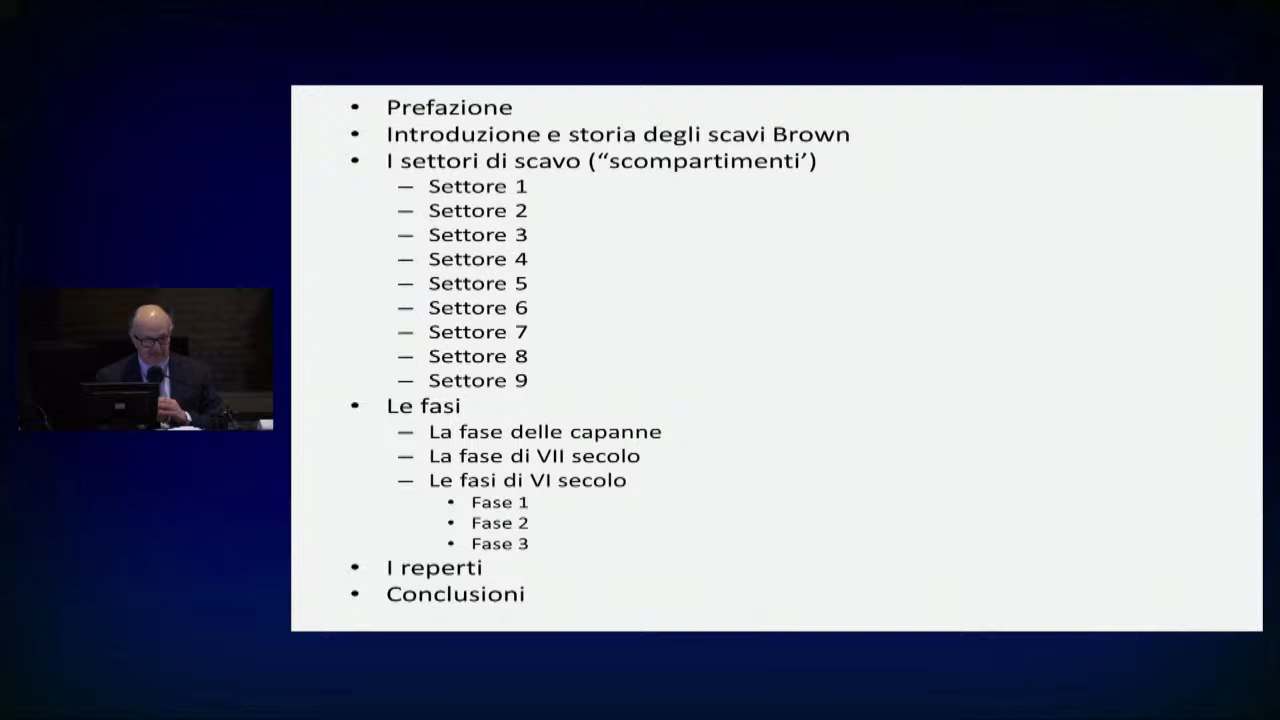 • Prefazione
• Introduzione e storia degli scavi Brown
• I settori di scavo (“scompartimenti’)
– Settore 1
– Settore 2
– Settore 3
– Settore 4
– Settore 5
– Settore 6
– Settore 7
– Settore 8
– Settore 9
• Le fasi
– La fase delle capanne
– La fase di VII secolo
– Le fasi di VI secolo
• Fase 1
• Fase 2
• Fase 3
• I reperti
• Conclusioni